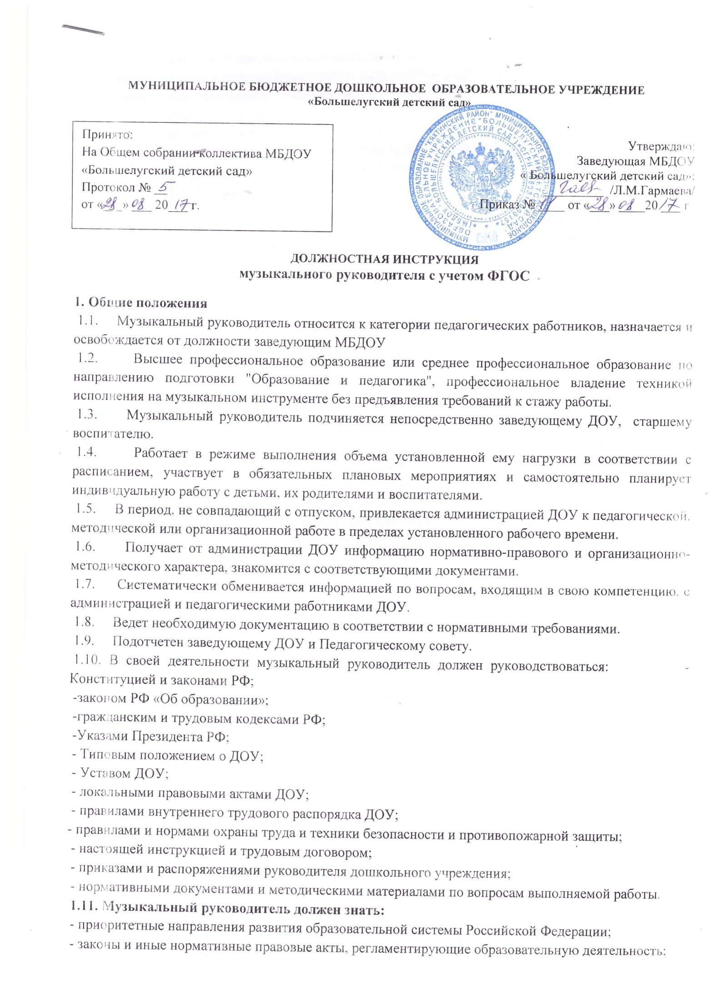 МУНИЦИПАЛЬНОЕ БЮДЖЕТНОЕ ДОШКОЛЬНОЕ ОБРАЗОВАТЕЛЬНОЕ УЧРЕЖДЕНИЕ
«Большелугский детский сад»
Принято:
На Общем собрании коллектива МБДОУ
«Большелугский детский сад»
Протокол № 5
от «28» 08 2017 г.
Утверждаю:
Заведующая МБДОУ
« Большелугский детский сад»:
/Л.М.Гармаева/
Приказ № 11 от «28» 08 2017 г
ДОЛЖНОСТНАЯ ИНСТРУКЦИЯ
музыкального руководителя с учетом ФГОС
1. Общие положения
1.1. Музыкальный руководитель относится к категории педагогических работников, назначается и
освобождается от должности заведующим МБДОУ
1.2. Высшее профессиональное образование или среднее профессиональное образование по
направлению подготовки "Образование и педагогика", профессиональное владение техникой
исполнения на музыкальном инструменте без предъявления требований к стажу работы.
1.3. Музыкальный руководитель подчиняется непосредственно заведующему ДОУ, старшему
воспитателю.
1.4. Работает в режиме выполнения объема установленной ему нагрузки в соответствии с
расписанием, участвует в обязательных плановых мероприятиях и самостоятельно планирует
индивидуальную работу с детьми, их родителями и воспитателями.
1.5. В период, не совпадающий с отпуском, привлекается администрацией ДОУ к педагогической,
методической или организационной работе в пределах установленного рабочего времени.
1.6. Получает от администрации ДОУ информацию нормативно-правового и организационно-
методического характера, знакомится с соответствующими документами.
1.7. Систематически обменивается информацией по вопросам, входящим в свою компетенцию, с
администрацией и педагогическими работниками ДОУ.
1.8. Ведет необходимую документацию в соответствии с нормативными требованиями.
1.9. Подотчетен заведующему ДОУ и Педагогическому совету.
1.10. В своей деятельности музыкальный руководитель должен руководствоваться: -
Конституцией и законами РФ;
-законом РФ «Об образовании»;
-гражданским и трудовым кодексами РФ;
-Указами Президента РФ;
- Типовым положением о ДОУ;
- Уставом ДОУ;
- локальными правовыми актами ДОУ;
- правилами внутреннего трудового распорядка ДОУ;
- правилами и нормами охраны труда и техники безопасности и противопожарной защиты;
- настоящей инструкцией и трудовым договором;
- приказами и распоряжениями руководителя дошкольного учреждения;
- нормативными документами и методическими материалами по вопросам выполняемой работы.
1.11. Музыкальный руководитель должен знать:
- приоритетные направления развития образовательной системы Российской Федерации;
- законы и иные нормативные правовые акты, регламентирующие образовательную деятельность;